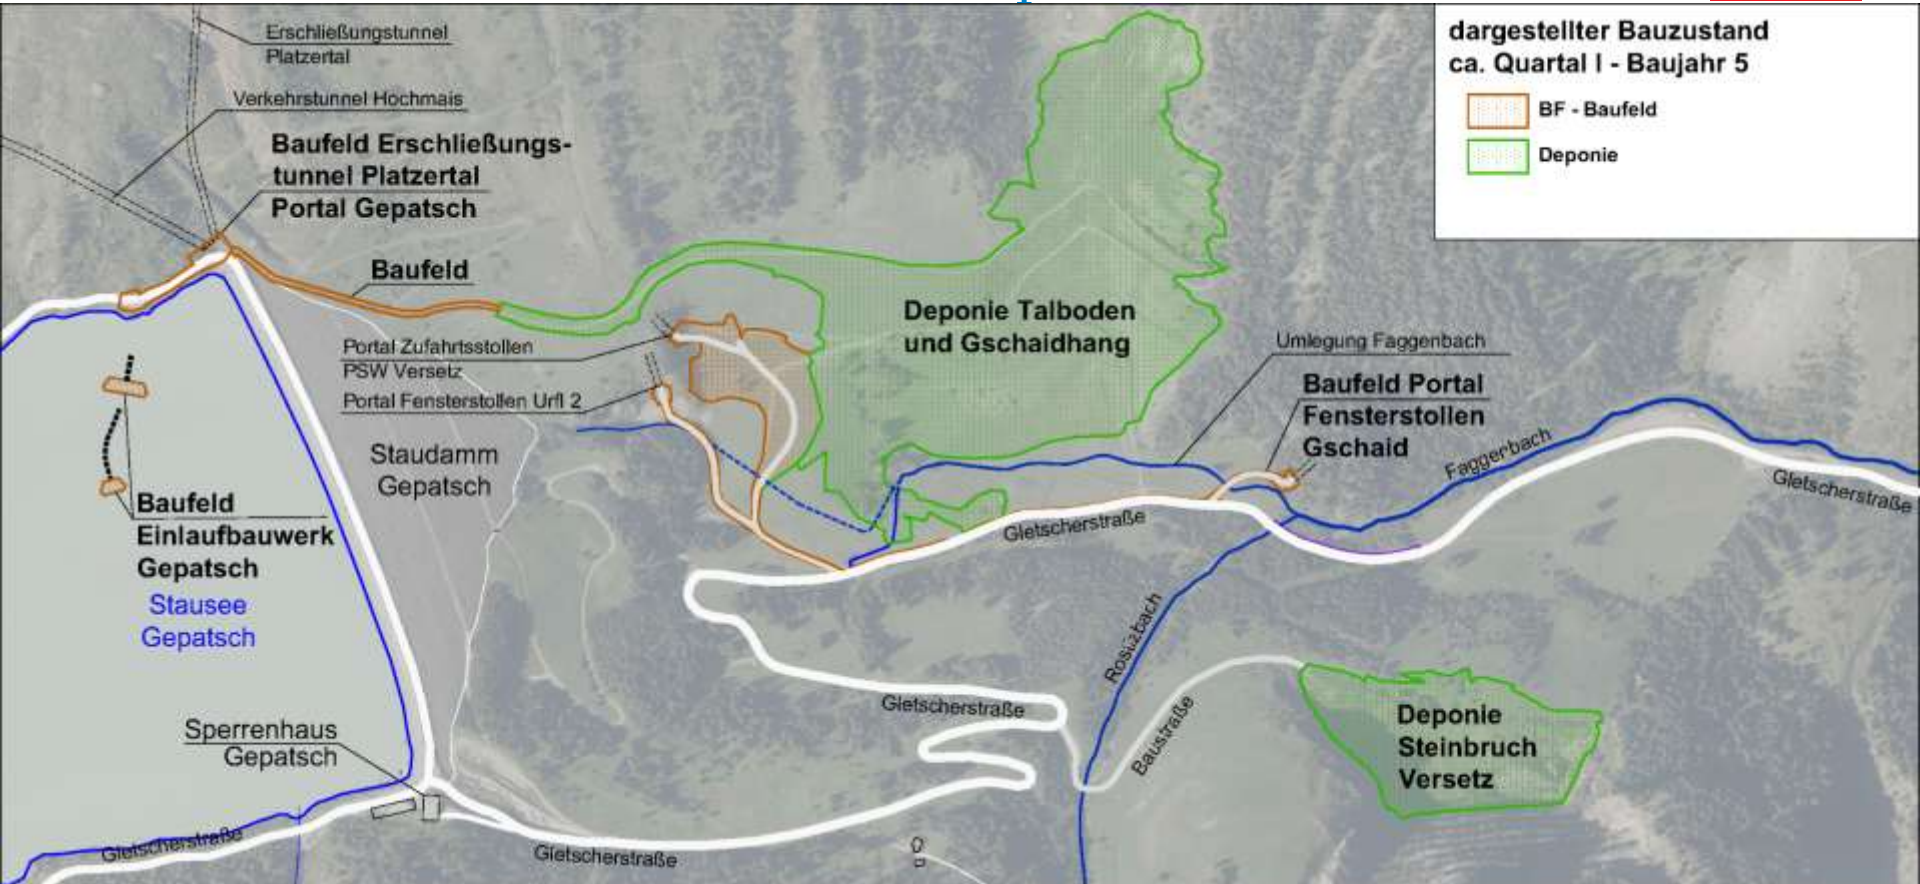 Erschließungstunnel
Platzertal
Verkehrstunnel Hochmais
Baufeld Erschließungs-
tunnel Platzertal
Portal Gepatsch
Baufeld
dargestellter Bauzustand
ca. Quartal I - Baujahr 5
BF - Baufeld
Deponie
Deponie Talboden
und Gschaidhang
Portal Zufahrtsstollen
PSW Versetz
Portal Fensterstollen Urfl 2
Umlegung Faggenbach
Baufeld Portal
Fensterstollen
Gschaid
Faggenbach
Gletscherstraße
Staudamm
Gepatsch
Baufeld
Einlaufbauwerk
Gepatsch
Stausee
Gepatsch
Gletscherstraße
Rosizbach
Gletscherstraße
Baustraße
Deponie
Steinbruch
Versetz
Sperrenhaus
Gepatsch
Gletscherstraße
Gletscherstraße